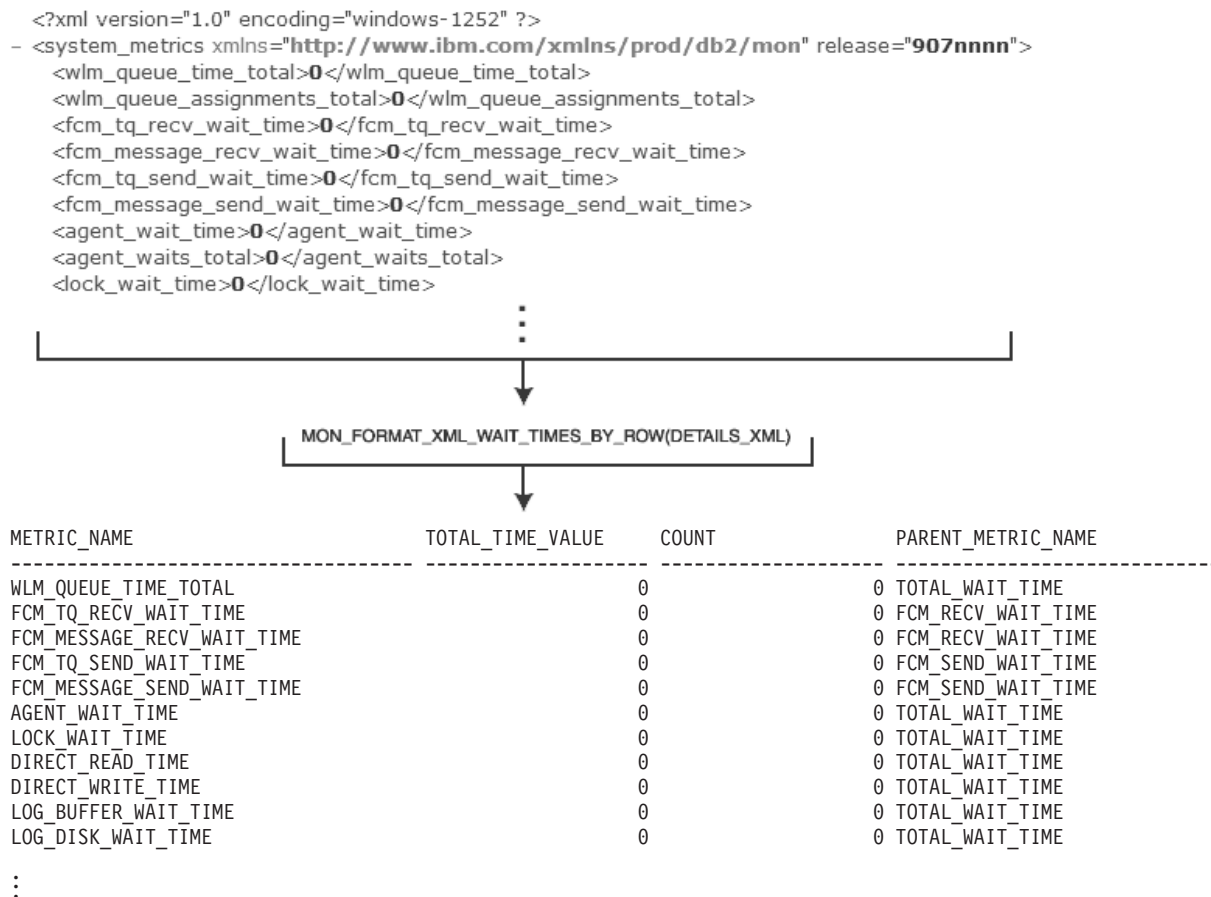 <?xml version="1.0" encoding="windows-1252" ?>
– <system_metrics xmlns="http://www.ibm.com/xmlns/prod/db2/mon" release="907nnnn">
<wlm_queue_time_total>0</wlm_queue_time_total>
<wlm_queue_assignments_total>0</wlm_queue_assignments_total>
<fcm_tq_recv_wait_time>0</fcm_tq_recv_wait_time>
<fcm_message_recv_wait_time>0</fcm_message_recv_wait_time>
<fcm_tq_send_wait_time>0</fcm_tq_send_wait_time>
<fcm_message_send_wait_time>0</fcm_message_send_wait_time>
<agent_wait_time>0</agent_wait_time>
<agent_waits_total>0</agent_waits_total>
<lock_wait_time>0</lock_wait_time>
MON_FORMAT_XML_WAIT_TIMES_BY_ROW(DETAILS_XML)
METRIC_NAME TOTAL_TIME_VALUE COUNT PARENT_METRIC_NAME
----------------------------------- ------------------- ------------------- ---------------------------
WLM_QUEUE_TIME_TOTAL 0 0 TOTAL_WAIT_TIME
FCM_TQ_RECV_WAIT_TIME 0 0 FCM_RECV_WAIT_TIME
FCM_MESSAGE_RECV_WAIT_TIME 0 0 FCM_RECV_WAIT_TIME
FCM_TQ_SEND_WAIT_TIME 0 0 FCM_SEND_WAIT_TIME
FCM_MESSAGE_SEND_WAIT_TIME 0 0 FCM_SEND_WAIT_TIME
AGENT_WAIT_TIME 0 0 TOTAL_WAIT_TIME
LOCK_WAIT_TIME 0 0 TOTAL_WAIT_TIME
DIRECT_READ_TIME 0 0 TOTAL_WAIT_TIME
DIRECT_WRITE_TIME 0 0 TOTAL_WAIT_TIME
LOG_BUFFER_WAIT_TIME 0 0 TOTAL_WAIT_TIME
LOG_DISK_WAIT_TIME 0 0 TOTAL_WAIT_TIME